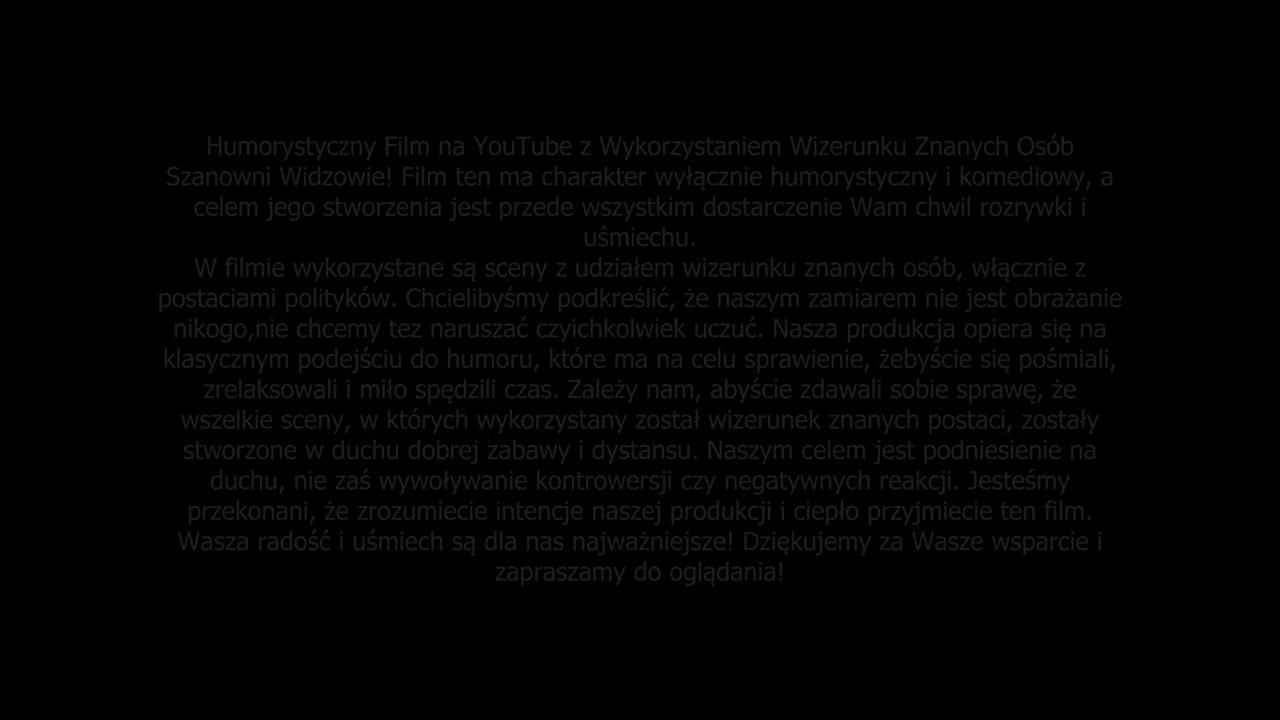 Humorystyczny Film na YouTube z Wykorzystaniem Wizerunku Znanych Osób
Szanowni Widzowie! Film ten ma charakter wyłącznie humorystyczny i komediowy, a
celem jego stworzenia jest przede wszystkim dostarczenie Wam chwil rozrywki i
uśmiechu.
W filmie wykorzystane są sceny z udziałem wizerunku znanych osób, włącznie z
postaciami polityków. Chcielibyśmy podkreślić, że naszym zamiarem nie jest obrażanie
nikogo,nie chcemy tez naruszać czyichkolwiek uczuć. Nasza produkcja opiera się na
klasycznym podejściu do humoru, które ma na celu sprawienie, żebyście się pośmiali,
zrelaksowali i miło spędzili czas. Zależy nam, abyście zdawali sobie sprawę, że
wszelkie sceny, w których wykorzystany został wizerunek znanych postaci, zostały
stworzone w duchu dobrej zabawy i dystansu. Naszym celem jest podniesienie na
duchu, nie zaś wywoływanie kontrowersji czy negatywnych reakcji. Jesteśmy
przekonani, że zrozumiecie intencje naszej produkcji i ciepło przyjmiecie ten film.
Wasza radość i uśmiech są dla nas najważniejsze! Dziękujemy za Wasze wsparcie i
zapraszamy do oglądania!